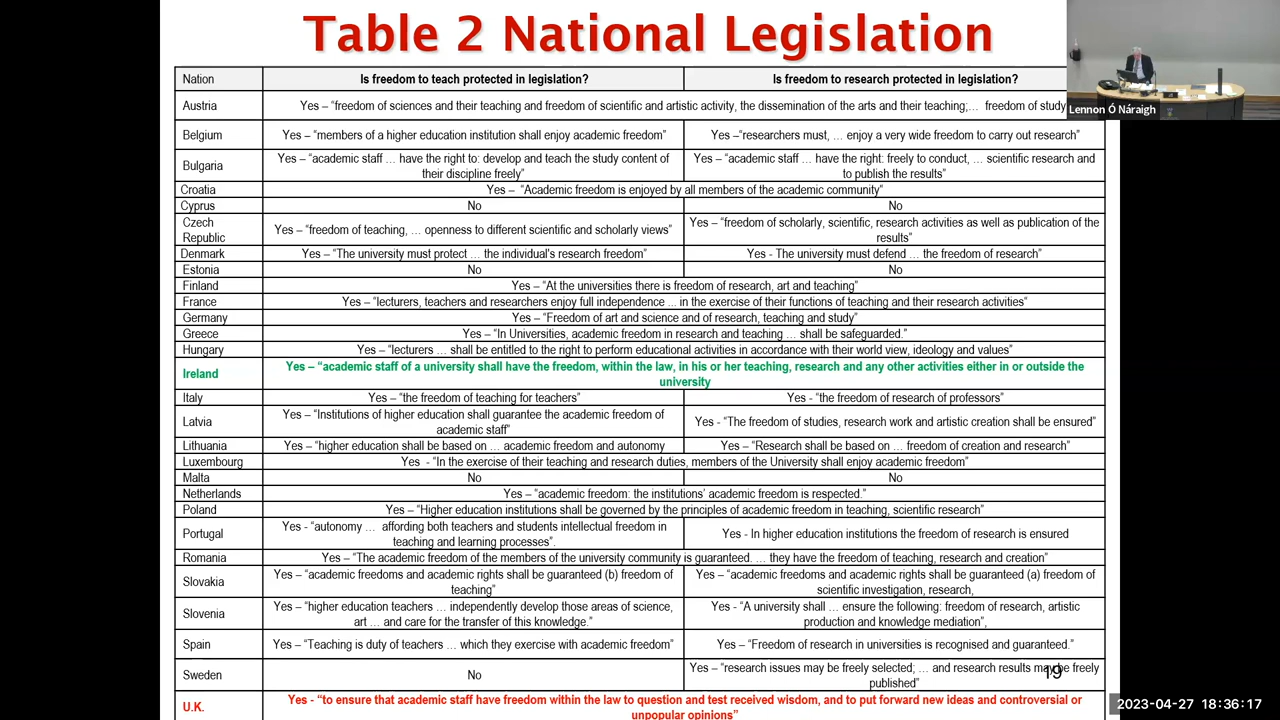 Table 2 National Legislation
Nation Is freedom to teach protected in legislation? Is freedom to research protected in legislation?
Lennon Ó Náraigh
Austria Yes – “freedom of sciences and their teaching and freedom of scientific and artistic activity, the dissemination of the arts and their teaching;… freedom of study
Belgium Yes – “members of a higher education institution shall enjoy academic freedom” Yes –“researchers must, … enjoy a very wide freedom to carry out research”
Bulgaria Yes – “academic staff … have the right to: develop and teach the study content of
their discipline freely” Yes – “academic staff … have the right: freely to conduct, … scientific research and
to publish the results”
Croatia Yes – “Academic freedom is enjoyed by all members of the academic community”
Cyprus No No
Czech
Republic Yes – “freedom of teaching, … openness to different scientific and scholarly views” Yes – “freedom of scholarly, scientific, research activities as well as publication of the
results”
Denmark Yes – “The university must protect … the individual's research freedom” Yes - The university must defend … the freedom of research”
Estonia No No
Finland Yes – “At the universities there is freedom of research, art and teaching”
France Yes – “lecturers, teachers and researchers enjoy full independence … in the exercise of their functions of teaching and their research activities”
Germany Yes – “Freedom of art and science and of research, teaching and study”
Greece Yes – “In Universities, academic freedom in research and teaching … shall be safeguarded.”
Hungary Yes – “lecturers … shall be entitled to the right to perform educational activities in accordance with their world view, ideology and values”
Ireland Yes – “academic staff of a university shall have the freedom, within the law, in his or her teaching, research and any other activities either in or outside the
university
Italy Yes – “the freedom of teaching for teachers” Yes - “the freedom of research of professors”
Latvia Yes – “Institutions of higher education shall guarantee the academic freedom of
academic staff” Yes - “The freedom of studies, research work and artistic creation shall be ensured”
Lithuania Yes – “higher education shall be based on … academic freedom and autonomy Yes – “Research shall be based on … freedom of creation and research”
Luxembourg Yes - “In the exercise of their teaching and research duties, members of the University shall enjoy academic freedom”
Malta No No
Netherlands Yes – “academic freedom: the institutions’ academic freedom is respected.”
Poland Yes – “Higher education institutions shall be governed by the principles of academic freedom in teaching, scientific research”
Portugal Yes - “autonomy … affording both teachers and students intellectual freedom in
teaching and learning processes”. Yes - In higher education institutions the freedom of research is ensured
Romania Yes – “The academic freedom of the members of the university community is guaranteed. … they have the freedom of teaching, research and creation”
Slovakia Yes – “academic freedoms and academic rights shall be guaranteed (b) freedom of
teaching” Yes – “academic freedoms and academic rights shall be guaranteed (a) freedom of
scientific investigation, research,
Slovenia Yes – “higher education teachers … independently develop those areas of science,
art … and care for the transfer of this knowledge.” Yes - “A university shall … ensure the following: freedom of research, artistic
production and knowledge mediation”,
Spain Yes – “Teaching is duty of teachers … which they exercise with academic freedom” Yes – “Freedom of research in universities is recognised and guaranteed.”
Sweden No Yes – “research issues may be freely selected; … and research results may be freely
published”
19
U.K. Yes - “to ensure that academic staff have freedom within the law to question and test received wisdom, and to put forward new ideas and controversial or
unpopular opinions”
2023-04-27 18:36:17